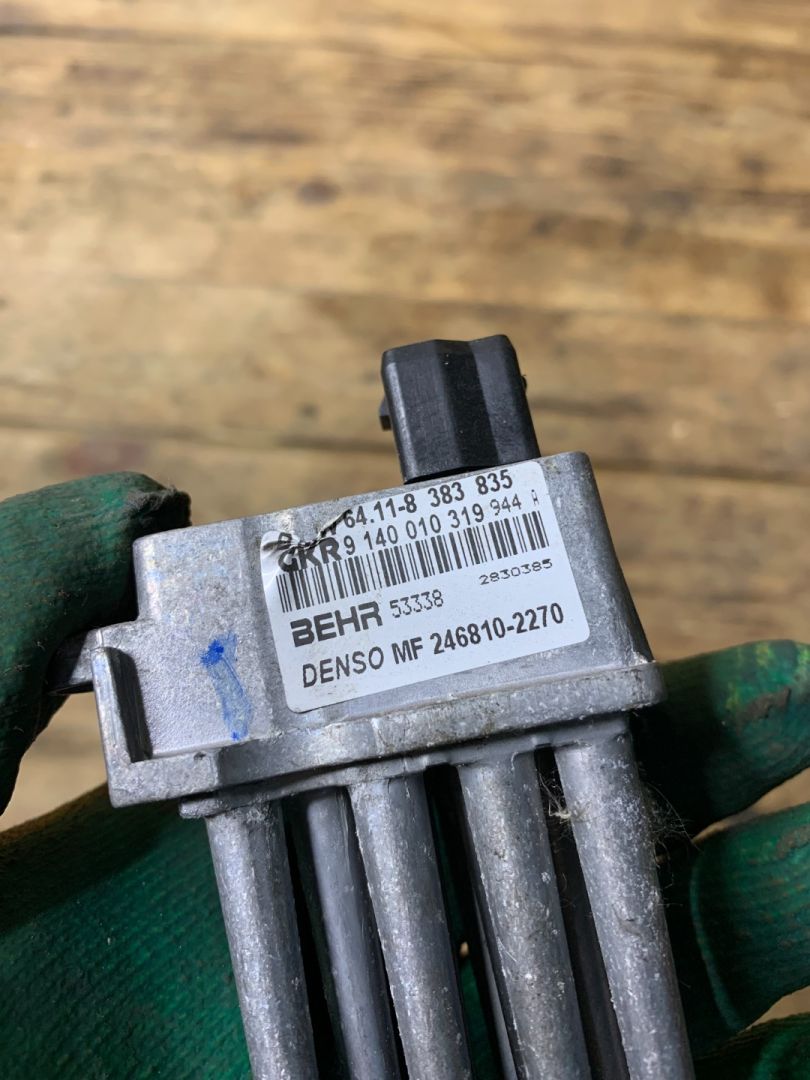 64.11-8 383 835
GKR 9 140 010 319 944 A
BEHR 53338 2830385
DENSO MF 246810-2270